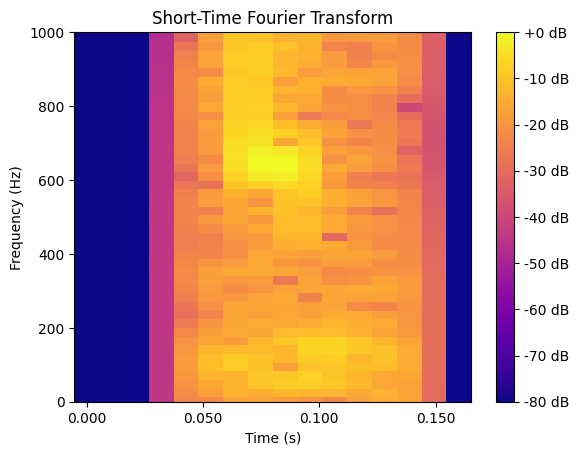 Short-Time Fourier Transform
1000
800
600
400
200
0
Frequency (Hz)
0.000
0.050
0.100
0.150
Time (s)
+0 dB
-10 dB
-20 dB
-30 dB
-40 dB
-50 dB
-60 dB
-70 dB
-80 dB